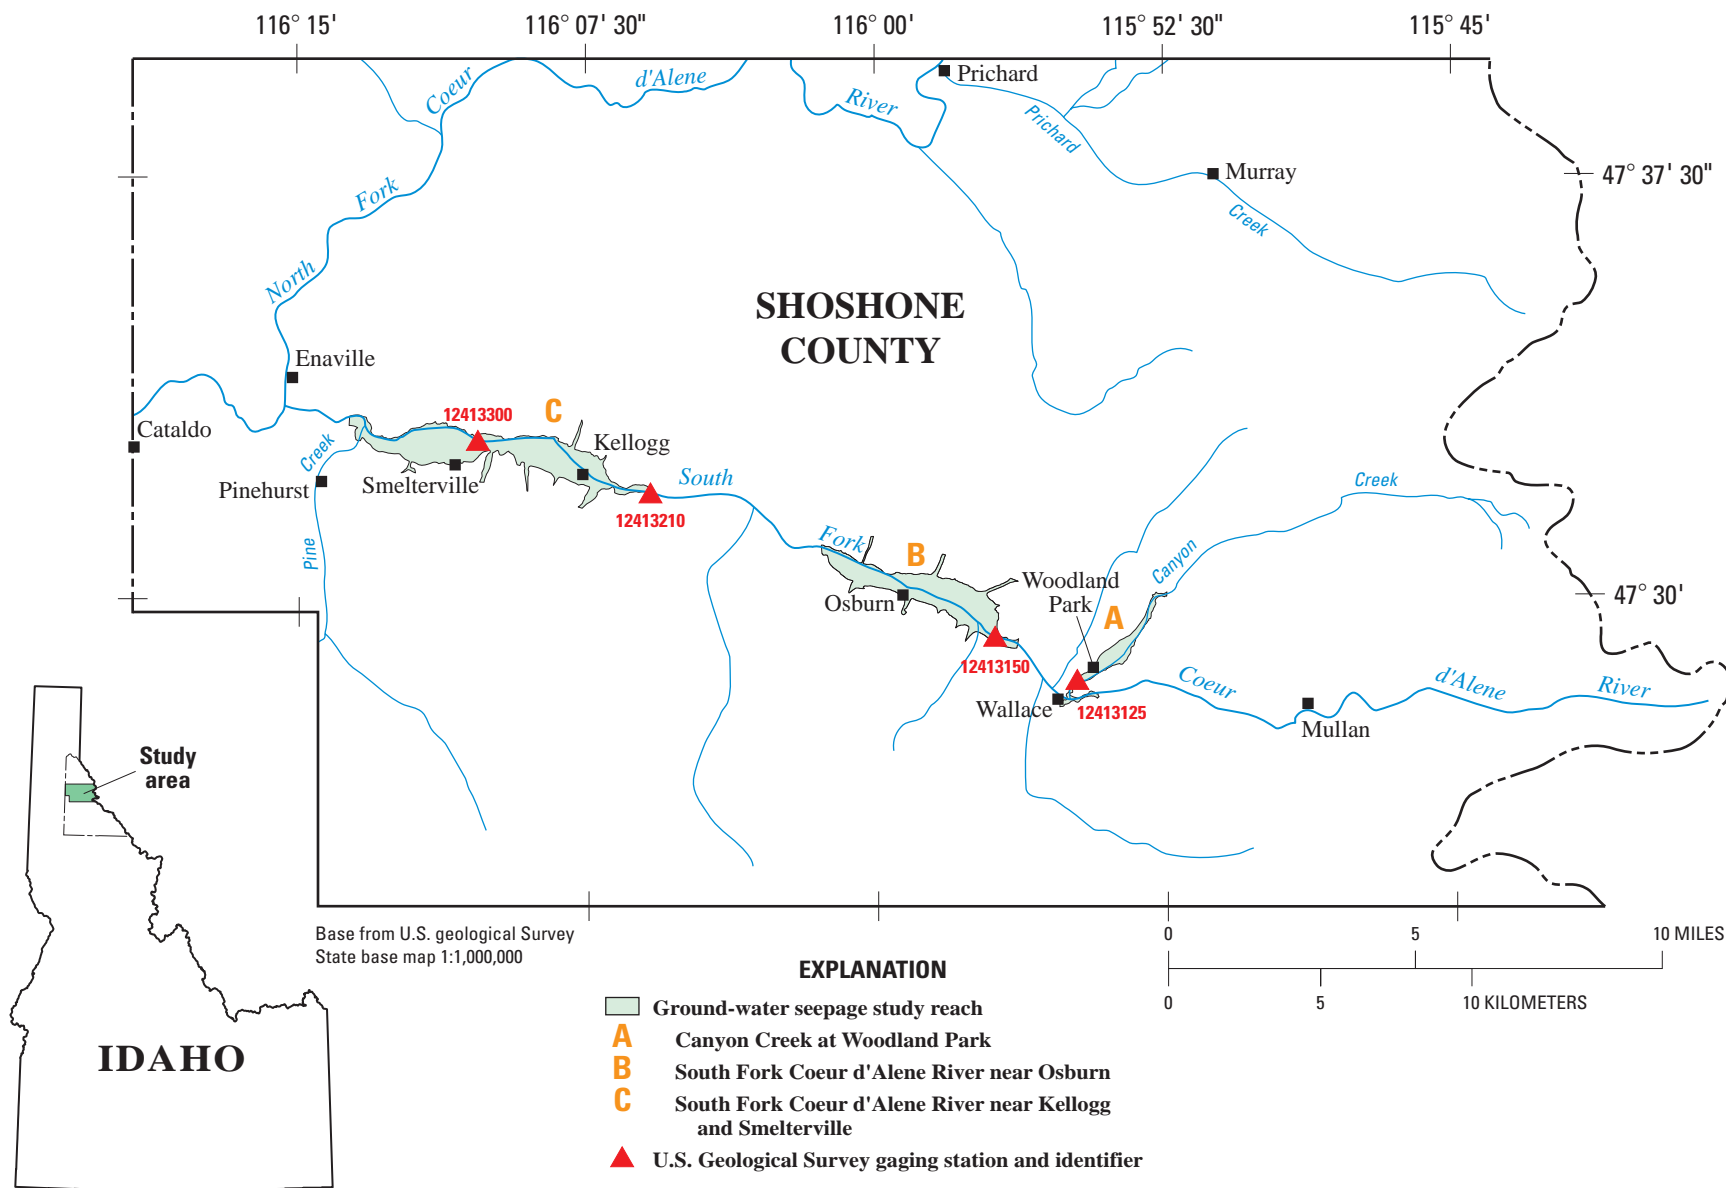 116° 15'
116° 07' 30"
116° 00'
115° 52' 30"
115° 45'
Coeur
d'Alene
River
Prichard
Prichard
Creek
Murray
47° 37' 30"
Fork
North
SHOSHONE
COUNTY
Enaville
Cataldo
12413300
C
Kellogg
Creek
Pinehurst
Smelterville
12413210
South
Creek
Pine
Fork
B
Canyon
Woodland
Park
Osburn
A
47° 30'
12413150
Wallace
12413125
Coeur
d'Alene
River
Mullan
Study
area
IDAHO
Base from U.S. geological Survey
State base map 1:1,000,000
0 5 10 MILES
0 5 10 KILOMETERS
EXPLANATION
Ground-water seepage study reach
A Canyon Creek at Woodland Park
B South Fork Coeur d'Alene River near Osburn
C South Fork Coeur d'Alene River near Kellogg
and Smelterville
U.S. Geological Survey gaging station and identifier